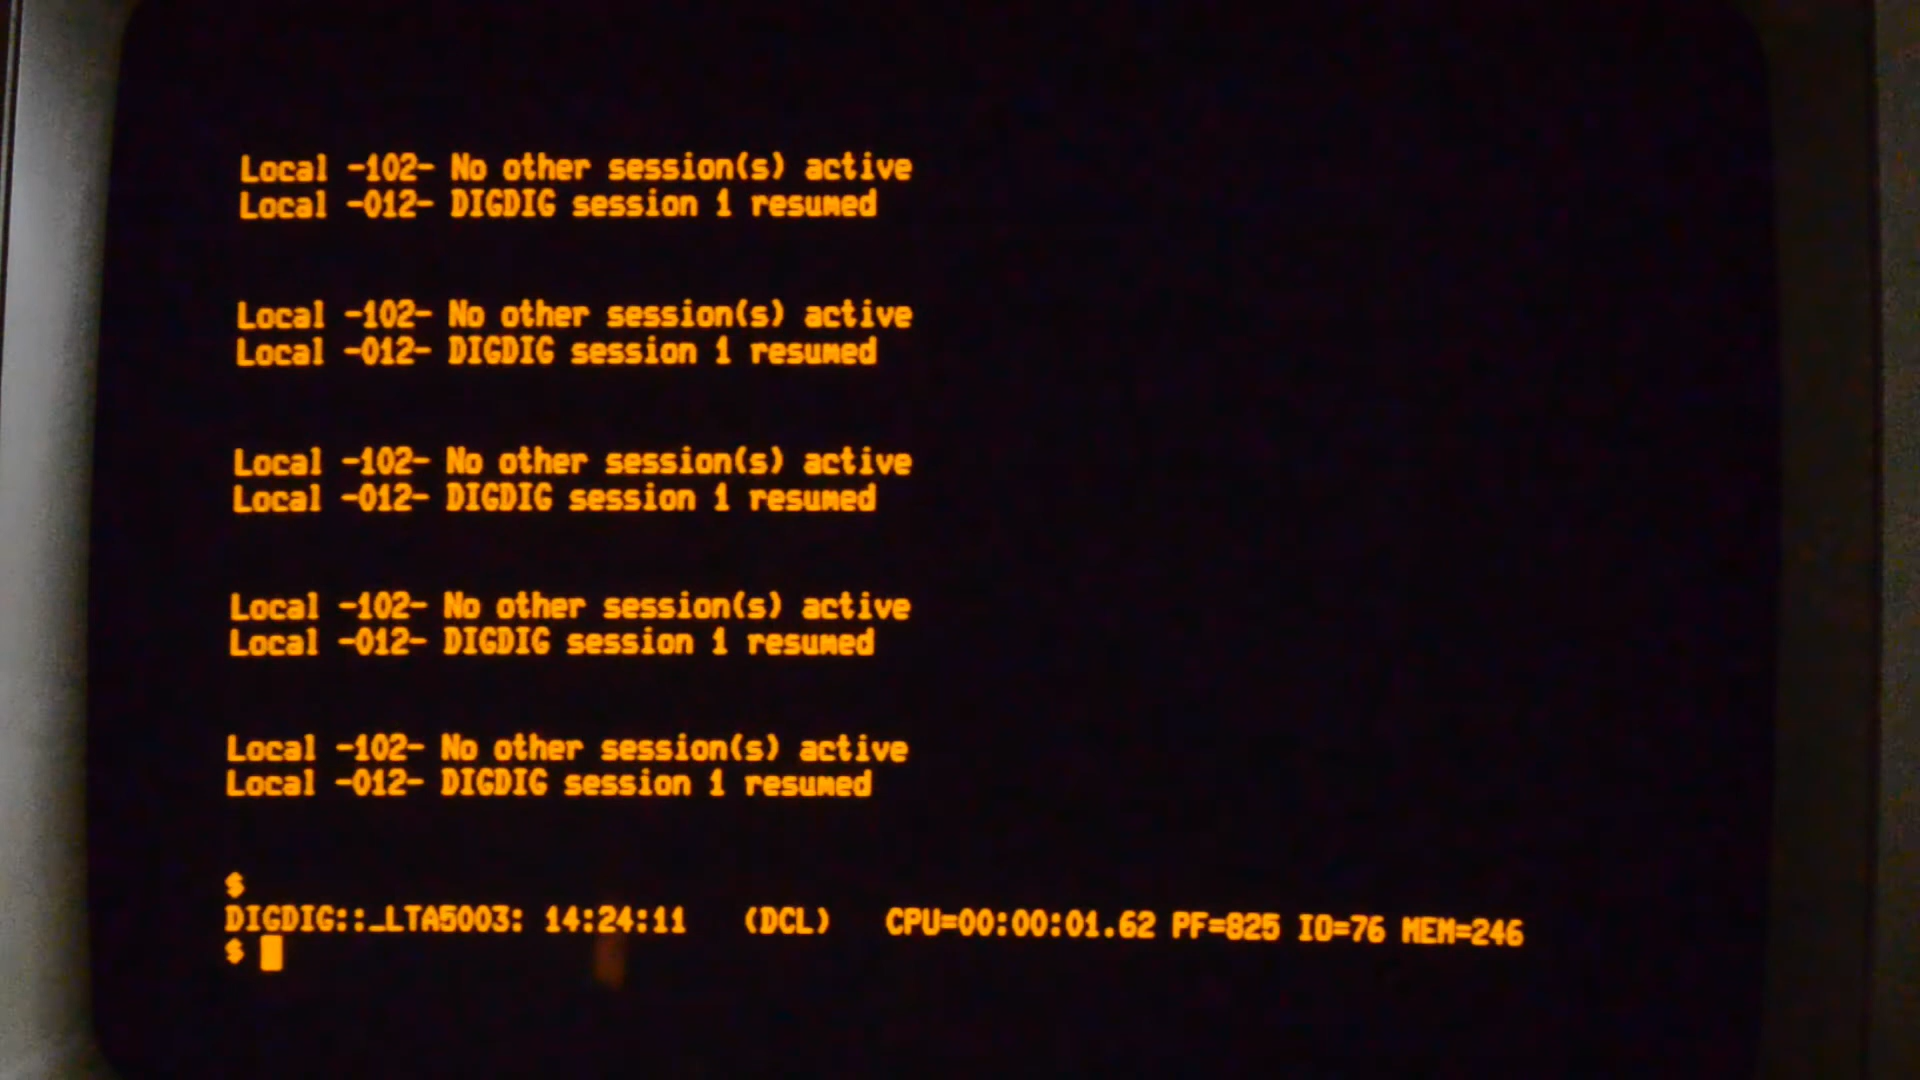 Local -102- No other session(s) active
Local -012- DIGDIG session 1 resumed
Local -102- No other session(s) active
Local -012- DIGDIG session 1 resumed
Local -102- No other session(s) active
Local -012- DIGDIG session 1 resumed
Local -102- No other session(s) active
Local -012- DIGDIG session 1 resumed
Local -102- No other session(s) active
Local -012- DIGDIG session 1 resumed
$
DIGDIG::_LTA5003: 14:24:11 (DCL) CPU=00:00:01.62 PF=825 IO=76 MEM=246
$